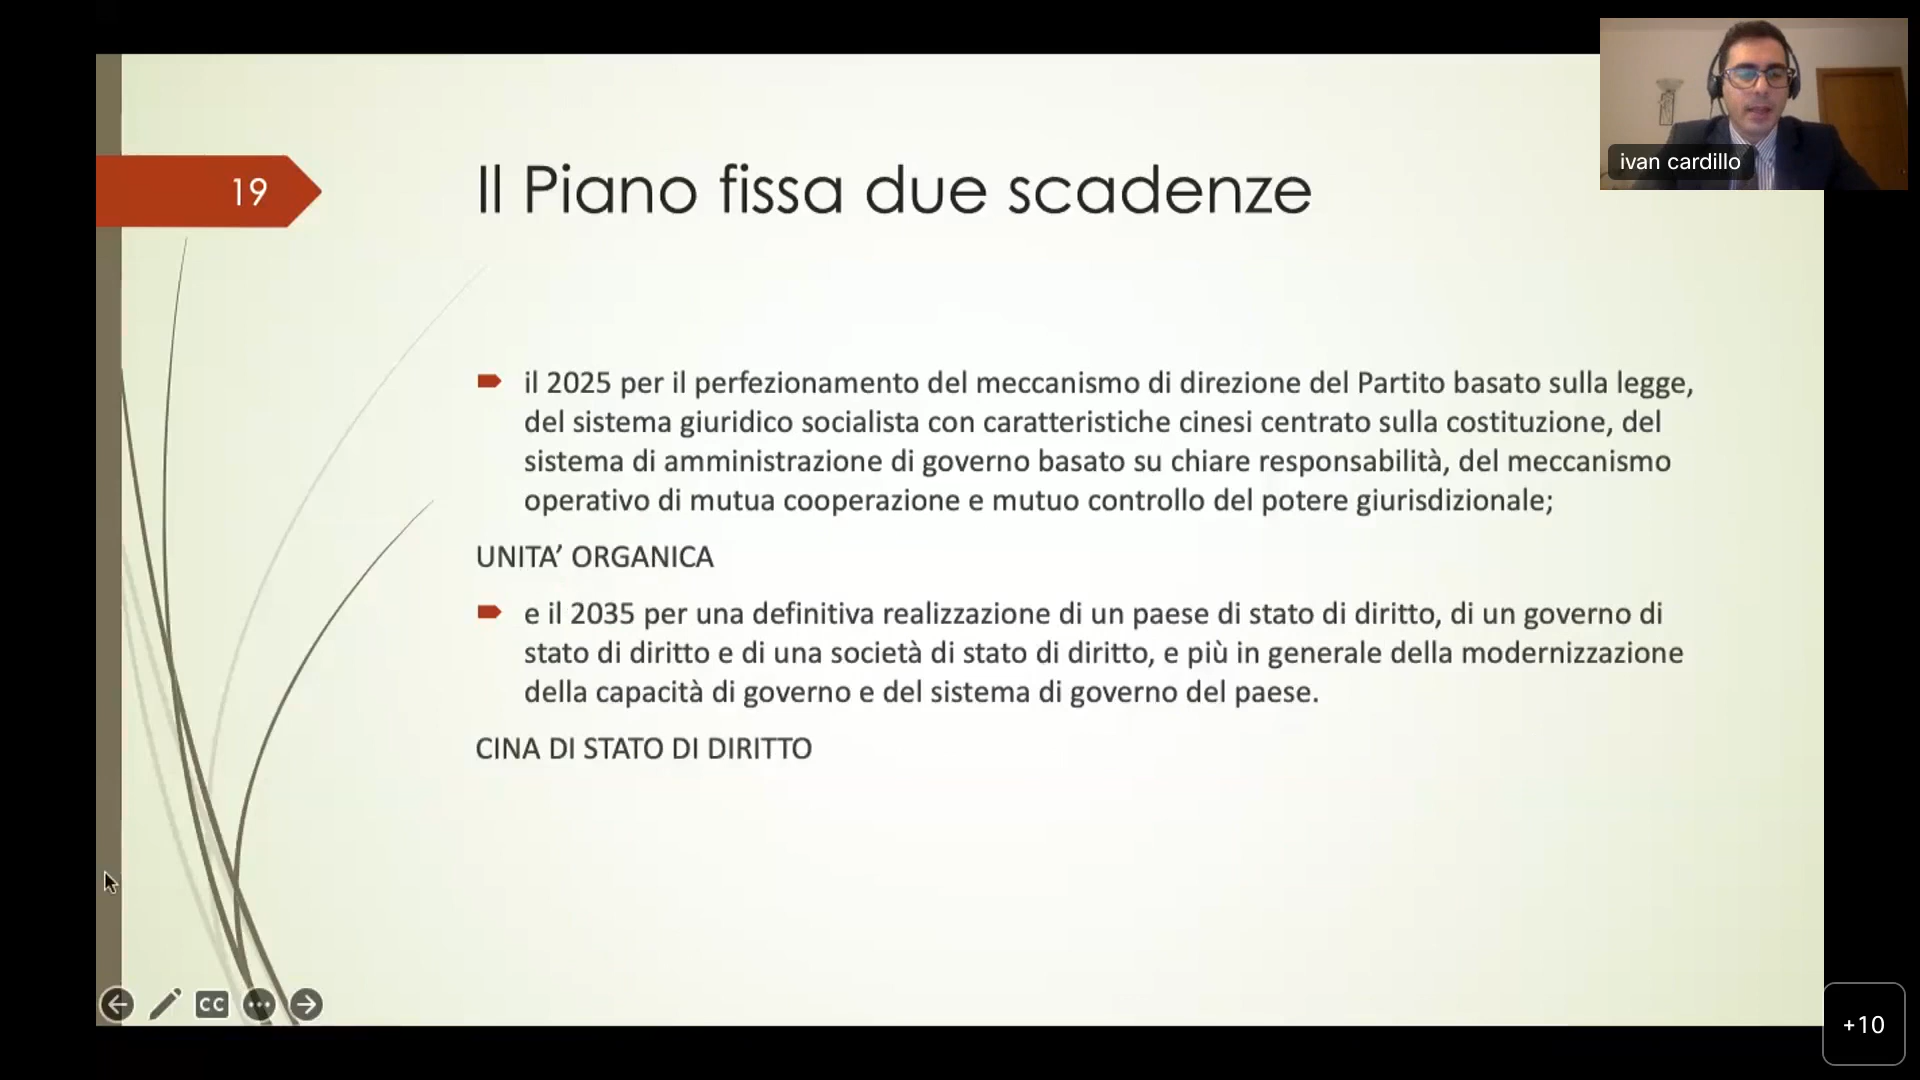 19
Il Piano fissa due scadenze
ivan cardillo
il 2025 per il perfezionamento del meccanismo di direzione del Partito basato sulla legge,
del sistema giuridico socialista con caratteristiche cinesi centrato sulla costituzione, del
sistema di amministrazione di governo basato su chiare responsabilità, del meccanismo
operativo di mutua cooperazione e mutuo controllo del potere giurisdizionale;
UNITA’ ORGANICA
e il 2035 per una definitiva realizzazione di un paese di stato di diritto, di un governo di
stato di diritto e di una società di stato di diritto, e più in generale della modernizzazione
della capacità di governo e del sistema di governo del paese.
CINA DI STATO DI DIRITTO
CC
+10